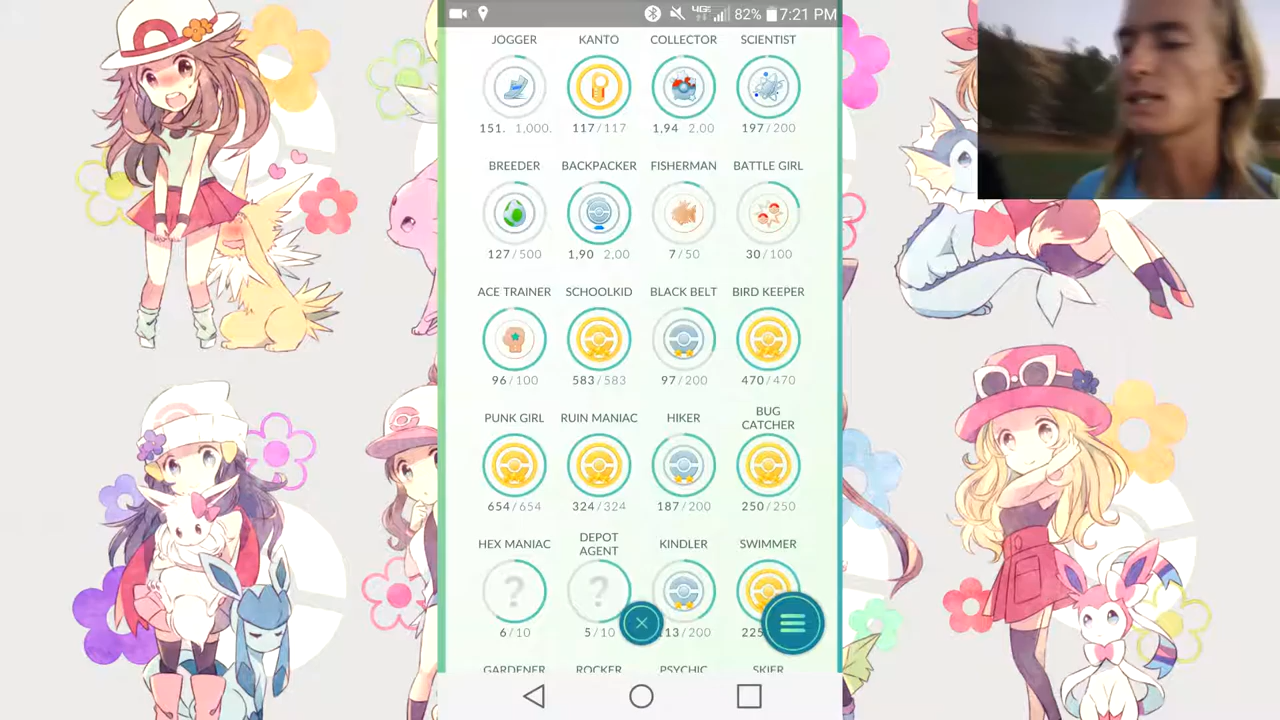 4G 82% 7:21 PM
JOGGER KANTO COLLECTOR SCIENTIST
151. 1,000. 117/117 1,94 2,00 197/200
BREEDER BACKPACKER FISHERMAN BATTLE GIRL
127/500 1,90 2,00 7/50 30/100
ACE TRAINER SCHOOLKID BLACK BELT BIRD KEEPER
96/100 583/583 97/200 470/470
PUNK GIRL RUIN MANIAC HIKER BUG CATCHER
654/654 324/324 187/200 250/250
HEX MANIAC DEPOT AGENT KINDLER SWIMMER
? ?
6/10 5/10 13/200 225
GARDENER ROCKER PSYCHIC SKIER